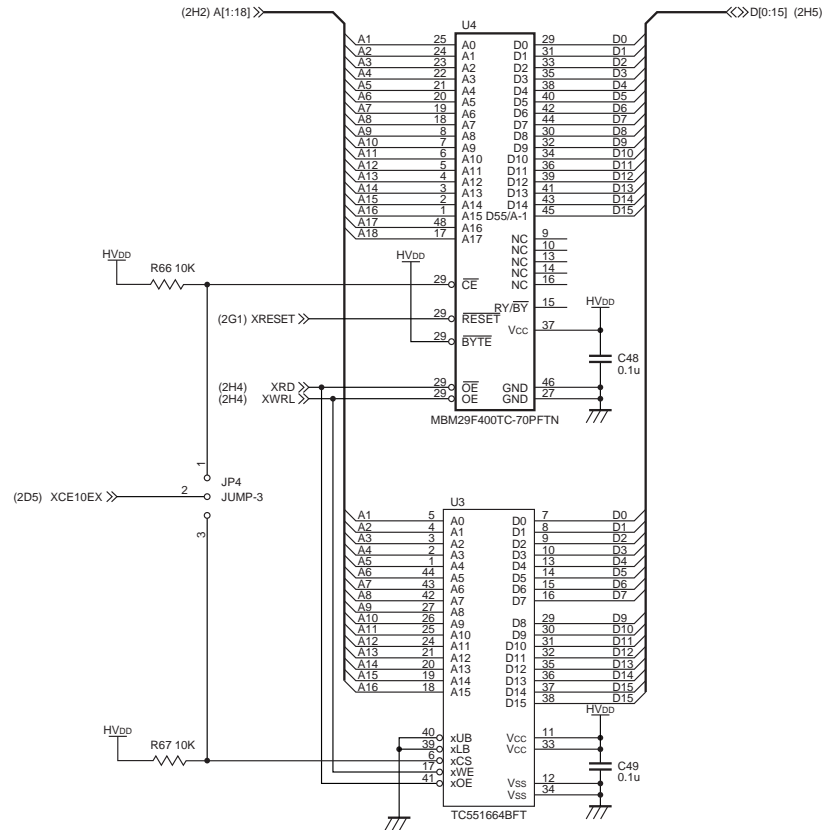 (2H2) A[1:18]
D[0:15] (2H5)
U4
A1 25 A0 D0 29 D0
A2 24 A1 D1 31 D1
A3 23 A2 D2 33 D2
A4 22 A3 D3 35 D3
A5 21 A4 D4 38 D4
A6 20 A5 D5 40 D5
A7 19 A6 D6 42 D6
A8 18 A7 D7 44 D7
A9 8 A8 D8 30 D8
A10 7 A9 D9 32 D9
A11 6 A10 D10 34 D10
A12 5 A11 D11 36 D11
A13 4 A12 D12 39 D12
A14 3 A13 D13 41 D13
A15 2 A14 D14 43 D14
A16 1 A15 D55/A-1 45 D15
A17 48 A16
A18 17 A17
NC 9
NC 10
NC 13
NC 14
NC 16
HVDD
R66 10K
HVDD
29 CE
RY/BY 15
HVDD
(2G1) XRESET 29 RESET
Vcc 37
29 BYTE
C48
0.1u
(2H4) XRD 29 OE GND 46
(2H4) XWRL 29 OE GND 27
MBM29F400TC-70PFTN
1
JP4
(2D5) XCE10EX 2 JUMP-3
3
U3
A1 5 A0 D0 7 D0
A2 4 A1 D1 8 D1
A3 3 A2 D2 9 D2
A4 2 A3 D3 10 D3
A5 1 A4 D4 13 D4
A6 44 A5 D5 14 D5
A7 43 A6 D6 15 D6
A8 42 A7 D7 16 D7
A9 27 A8
A10 26 A9 D8 29 D9
A11 25 A10 D9 30 D10
A12 24 A11 D10 31 D11
A13 21 A12 D11 32 D12
A14 20 A13 D12 35 D13
A15 19 A14 D13 36 D14
A16 18 A15 D14 37 D15
D15 38 D15
HVDD
HVDD
R67 10K
40 xUB Vcc 11
39 xLB Vcc 33
6 xCS
17 xWE
41 xOE
C49
0.1u
Vss 12
Vss 34
TC551664BFT